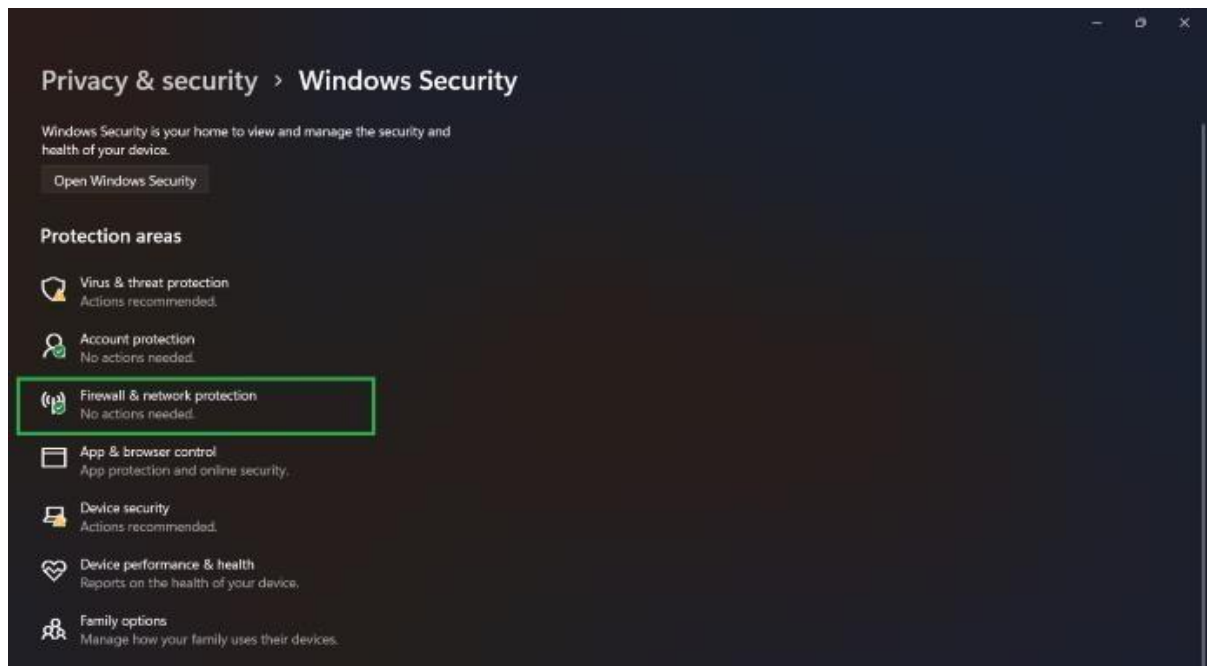 Privacy & security > Windows Security
Windows Security is your home to view and manage the security and
health of your device.
Open Windows Security
Protection areas
Virus & threat protection
Actions recommended.
Account protection
No actions needed.
Firewall & network protection
No actions needed.
App & browser control
App protection and online security.
Device security
Actions recommended.
Device performance & health
Reports on the health of your device.
Family options
Manage how your family uses their devices.